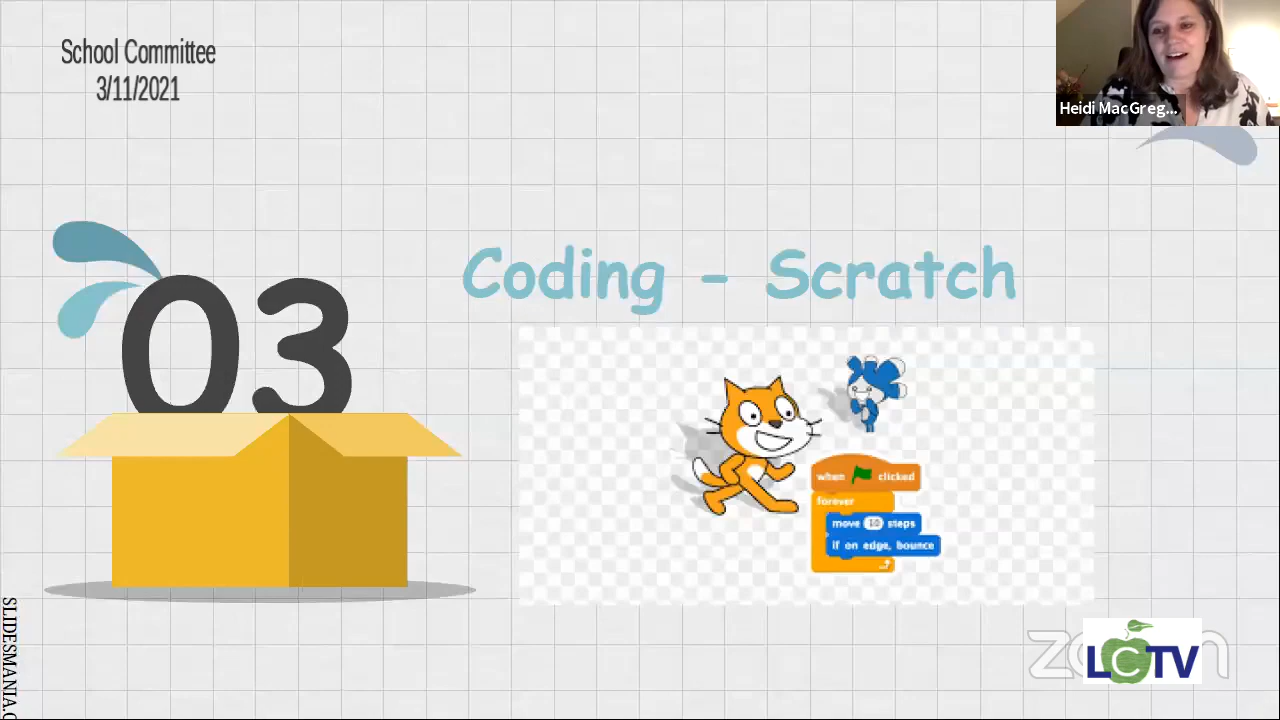 School Committee
3/11/2021
Heidi MacGreg...
Coding - Scratch
03
when clicked
forever
move 10 steps
if on edge, bounce
LCTV
SLIDESMANIA.C